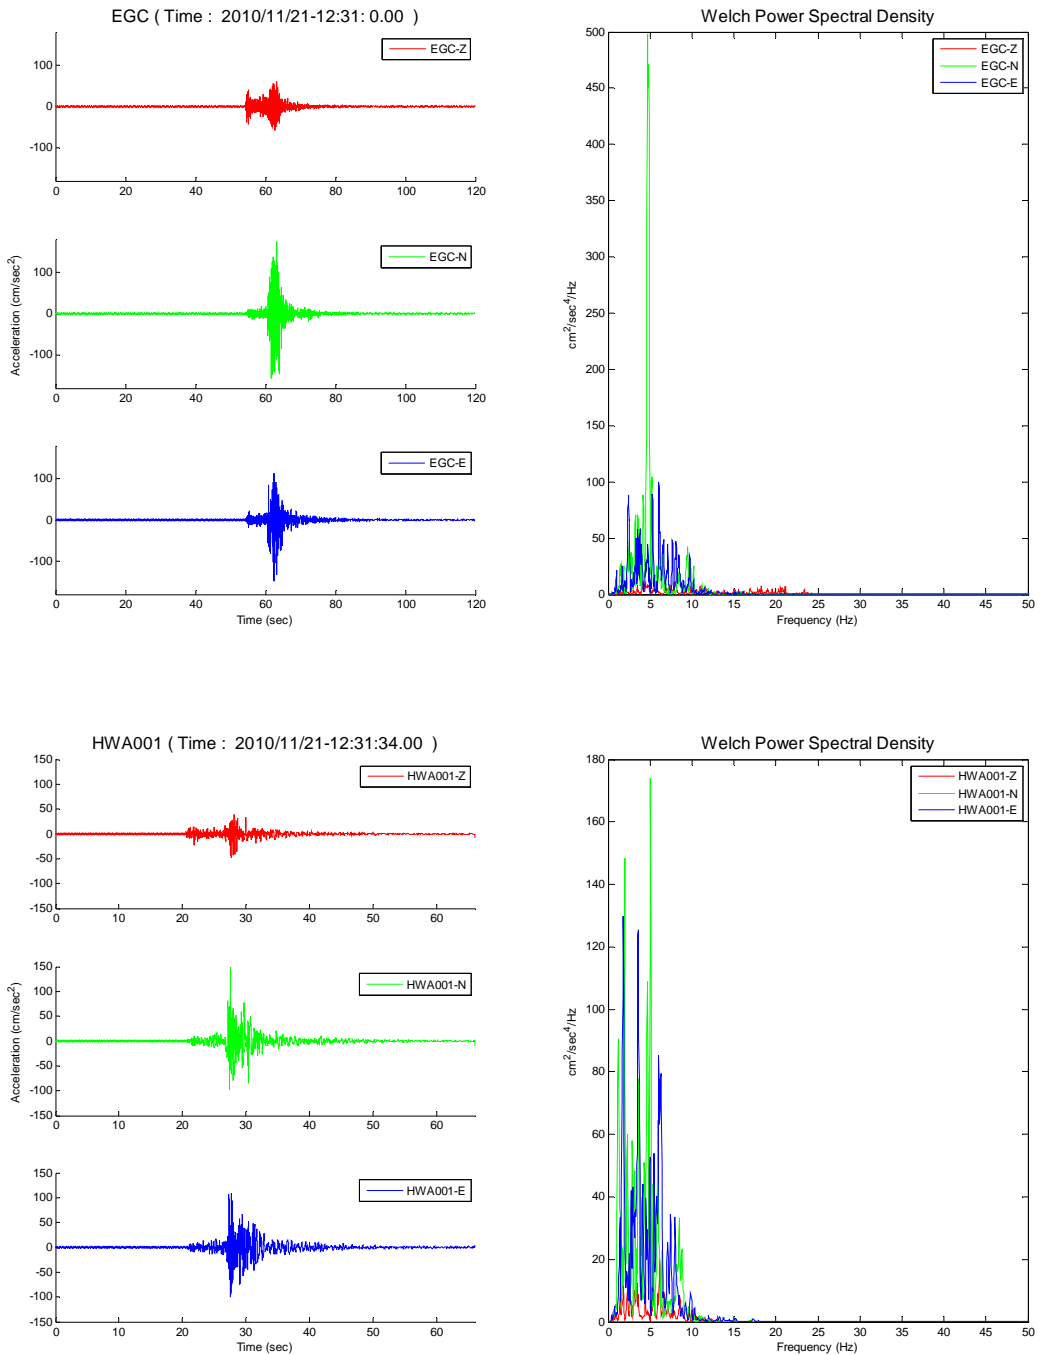 EGC ( Time :  2010/11/21-12:31: 0.00  )
EGC-Z
100
0
-100
0 20 40 60 80 100 120
EGC-N
Acceleration (cm/sec²)
100
0
-100
0 20 40 60 80 100 120
EGC-E
100
0
-100
0 20 40 60 80 100 120
Time (sec)
Welch Power Spectral Density
EGC-Z
EGC-N
EGC-E
cm²/sec⁴/Hz
500
450
400
350
300
250
200
150
100
50
0
0 5 10 15 20 25 30 35 40 45 50
Frequency (Hz)
HWA001 ( Time :  2010/11/21-12:31:34.00  )
HWA001-Z
150
100
50
0
-50
-100
-150
0 10 20 30 40 50 60
HWA001-N
Acceleration (cm/sec²)
150
100
50
0
-50
-100
-150
0 10 20 30 40 50 60
HWA001-E
150
100
50
0
-50
-100
-150
0 10 20 30 40 50 60
Time (sec)
Welch Power Spectral Density
HWA001-Z
HWA001-N
HWA001-E
cm²/sec⁴/Hz
180
160
140
120
100
80
60
40
20
0
0 5 10 15 20 25 30 35 40 45 50
Frequency (Hz)